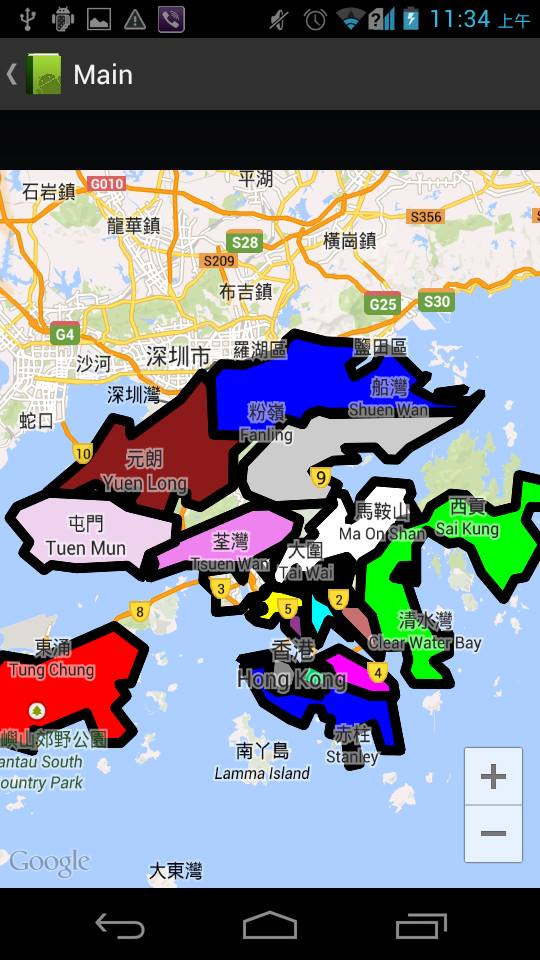 11:34 上午
Main
平湖
石岩鎮
G010
龍華鎮
S356
橫崗鎮
S28
S209
布吉鎮
G25
S30
G4
沙河
深圳市
羅湖區
鹽田區
深圳灣
船灣
Shuen Wan
蛇口
粉嶺
Fanling
10
元朗
Yuen Long
9
屯門
Tuen Mun
馬鞍山
Ma On Shan
西貢
Sai Kung
荃灣
Tsuen Wan
大圍
Tai Wai
3
5
2
8
清水灣
Clear Water Bay
東涌
Tung Chung
香港
Hong Kong
4
嶼山郊野公園
antau South
ountry Park
赤柱
Stanley
南丫島
Lamma Island
+
−
Google
大東灣